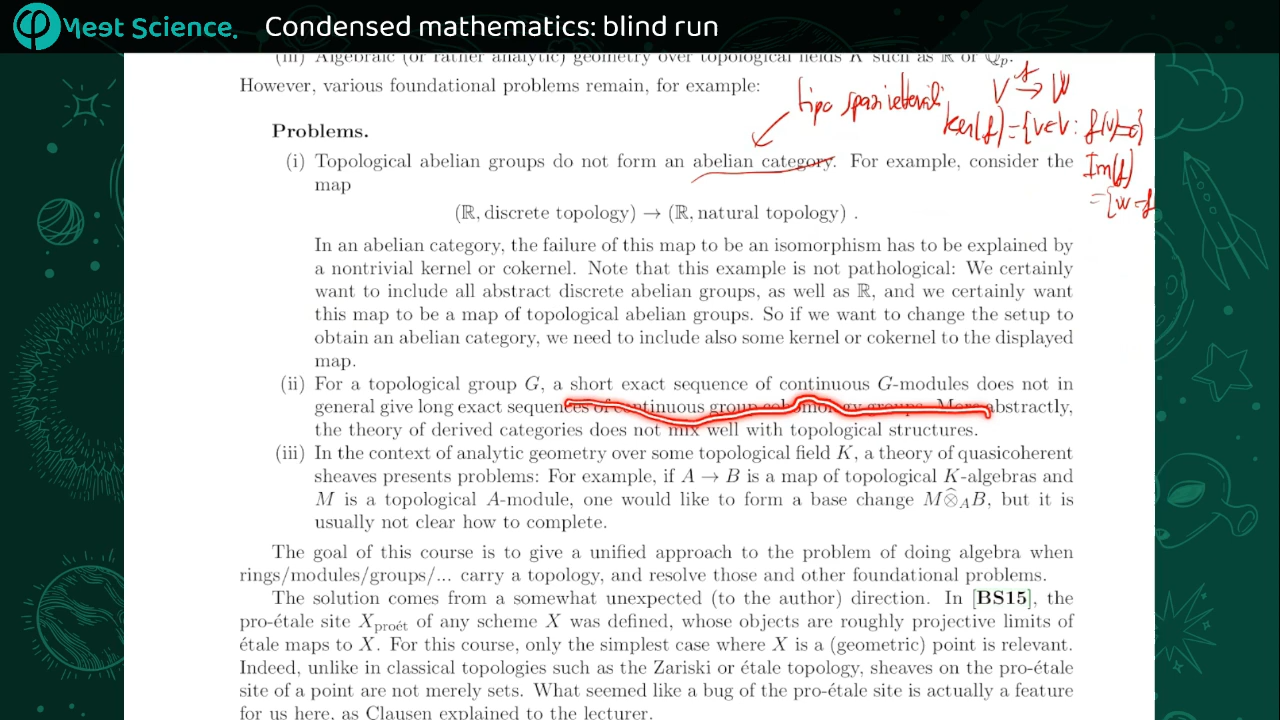 Meet Science.
Condensed mathematics: blind run
(iii) Algebraic (or rather analytic) geometry over topological fields K such as ℝ or ℚp.
However, various foundational problems remain, for example:
tipo spazi vettoriali
V →f W
ker(f) = {v∈V : f(v)=0}
Im(f)
= {w=f
Problems.
(i) Topological abelian groups do not form an abelian category. For example, consider the
map
(ℝ, discrete topology) → (ℝ, natural topology) .
In an abelian category, the failure of this map to be an isomorphism has to be explained by
a nontrivial kernel or cokernel. Note that this example is not pathological: We certainly
want to include all abstract discrete abelian groups, as well as ℝ, and we certainly want
this map to be a map of topological abelian groups. So if we want to change the setup to
obtain an abelian category, we need to include also some kernel or cokernel to the displayed
map.
(ii) For a topological group G, a short exact sequence of continuous G-modules does not in
general give long exact sequences of continuous group cohomology groups. More abstractly,
the theory of derived categories does not mix well with topological structures.
(iii) In the context of analytic geometry over some topological field K, a theory of quasicoherent
sheaves presents problems: For example, if A → B is a map of topological K-algebras and
M is a topological A-module, one would like to form a base change M⊗̂_A B, but it is
usually not clear how to complete.
The goal of this course is to give a unified approach to the problem of doing algebra when
rings/modules/groups/... carry a topology, and resolve those and other foundational problems.
The solution comes from a somewhat unexpected (to the author) direction. In [BS15], the
pro-étale site X_proét of any scheme X was defined, whose objects are roughly projective limits of
étale maps to X. For this course, only the simplest case where X is a (geometric) point is relevant.
Indeed, unlike in classical topologies such as the Zariski or étale topology, sheaves on the pro-étale
site of a point are not merely sets. What seemed like a bug of the pro-étale site is actually a feature
for us here, as Clausen explained to the lecturer.